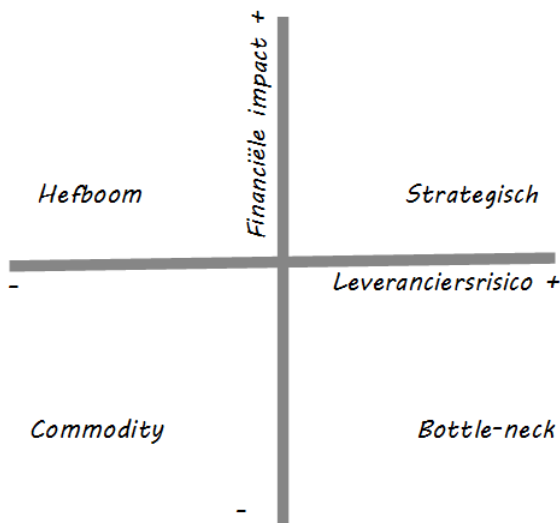 Financiële impact +
Hefboom
Strategisch
-
Leveranciersrisico +
Commodity
Bottle-neck
-